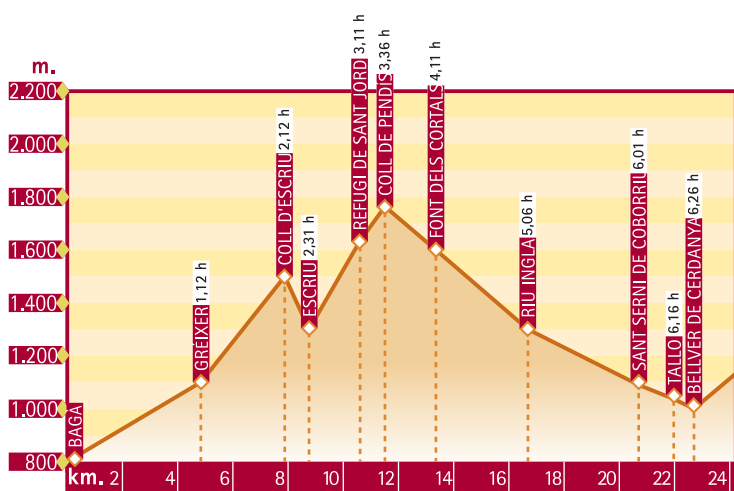 m.
2.200
2.000
1.800
1.600
1.400
1.200
1.000
800
BAGÀ
GRÉIXER 1,12 h
COLL D'ESCRIU 2,12 h
ESCRIU 2,31 h
REFUGI DE SANT JORDI 3,11 h
COLL DE PENDÍS 3,36 h
FONT DELS CORTALS 4,11 h
RIU INGLA 5,06 h
SANT SERNI DE COBORRIU 6,01 h
TALLÓ 6,16 h
BELLVER DE CERDANYA 6,26 h
km. 2 4 6 8 10 12 14 16 18 20 22 24